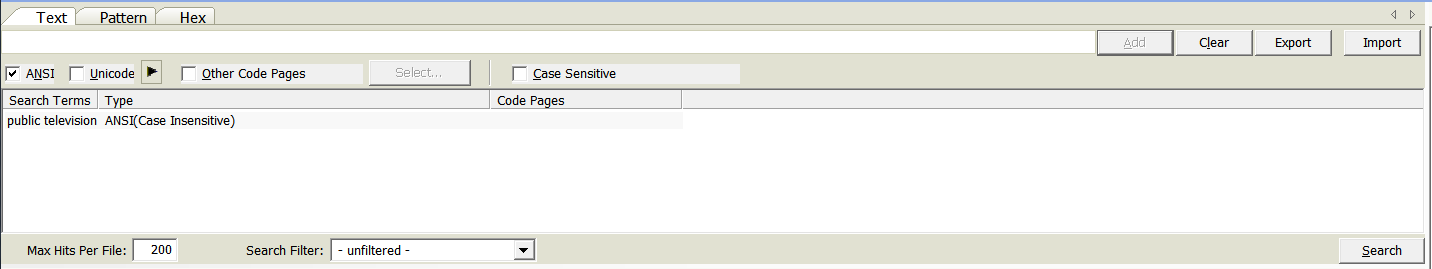 Text Pattern Hex
Add Clear Export Import
ANSI Unicode Other Code Pages Select... Case Sensitive
Search Terms Type Code Pages
public television ANSI(Case Insensitive)
Max Hits Per File: 200 Search Filter: - unfiltered - Search